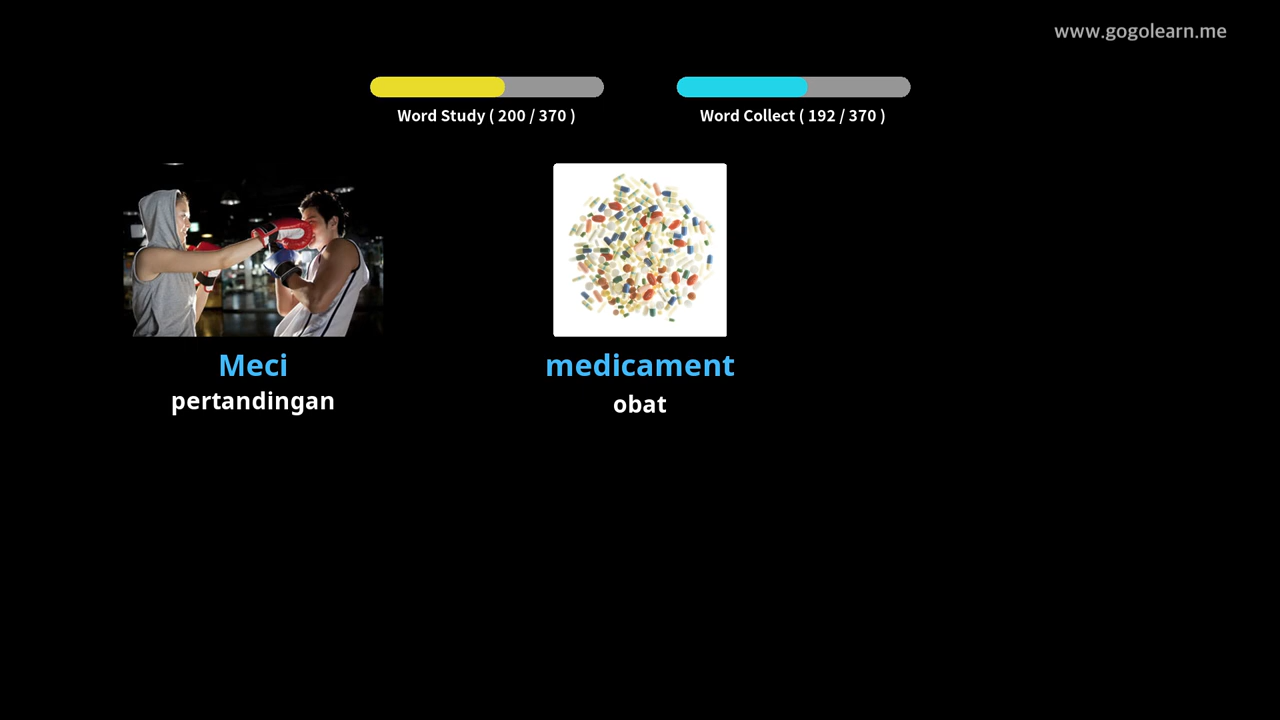 www.gogolearn.me
Word Study ( 200 / 370 )
Word Collect ( 192 / 370 )
Meci
pertandingan
medicament
obat